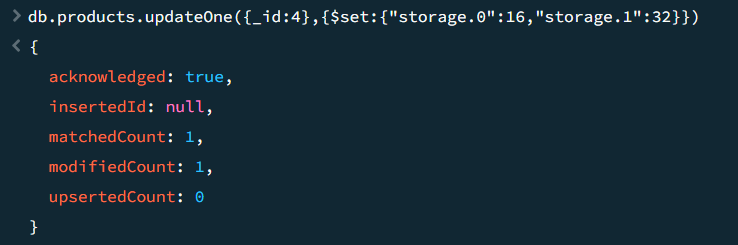 > db.products.updateOne({_id:4},{$set:{"storage.0":16,"storage.1":32}})
< {
acknowledged: true,
insertedId: null,
matchedCount: 1,
modifiedCount: 1,
upsertedCount: 0
}